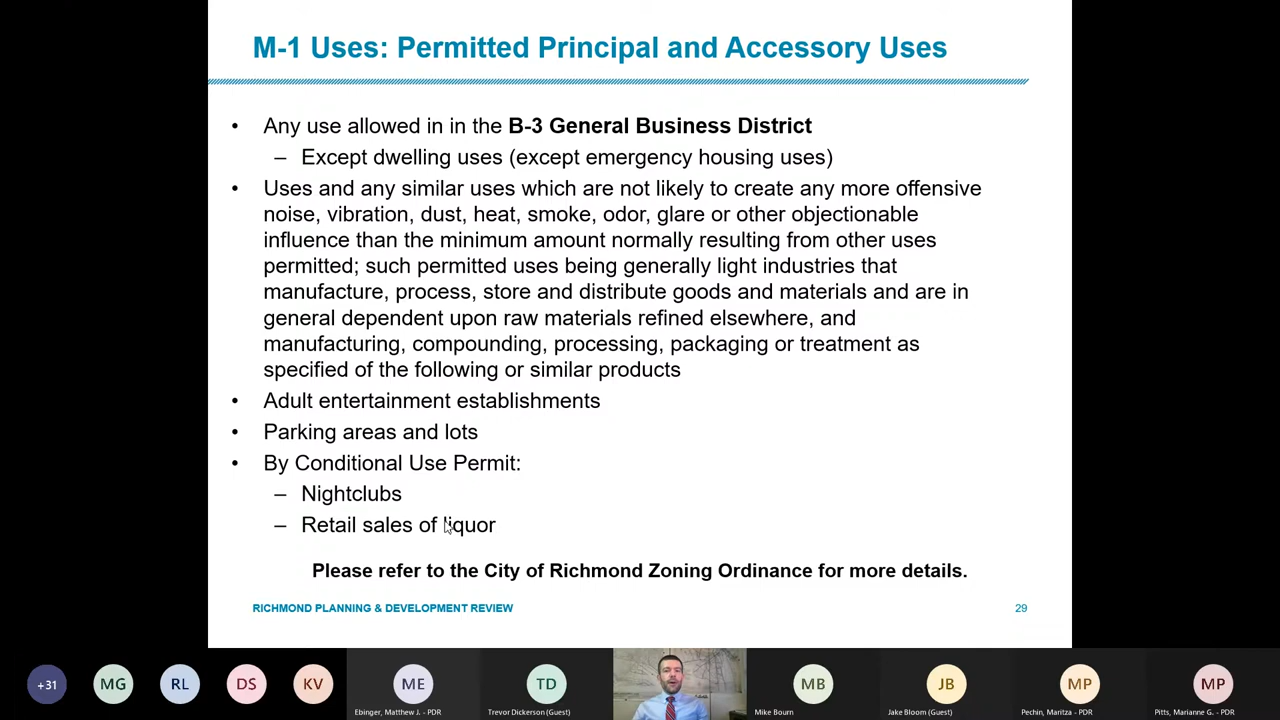 M-1 Uses: Permitted Principal and Accessory Uses
• Any use allowed in in the B-3 General Business District
– Except dwelling uses (except emergency housing uses)
• Uses and any similar uses which are not likely to create any more offensive
noise, vibration, dust, heat, smoke, odor, glare or other objectionable
influence than the minimum amount normally resulting from other uses
permitted; such permitted uses being generally light industries that
manufacture, process, store and distribute goods and materials and are in
general dependent upon raw materials refined elsewhere, and
manufacturing, compounding, processing, packaging or treatment as
specified of the following or similar products
• Adult entertainment establishments
• Parking areas and lots
• By Conditional Use Permit:
– Nightclubs
– Retail sales of liquor
Please refer to the City of Richmond Zoning Ordinance for more details.
RICHMOND PLANNING & DEVELOPMENT REVIEW 29
+31 MG RL DS KV ME TD MB JB MP MP
Ebinger, Matthew J. - PDR Trevor Dickerson (Guest) Mike Bourn Jake Bloom (Guest) Pechin, Maritza - PDR Pitts, Marianne G. - PDR